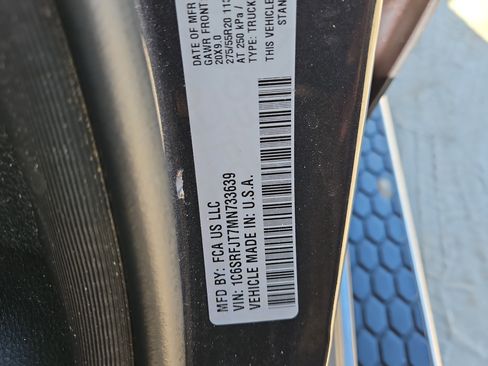 MFD BY: FCA US LLC
DATE OF MFR
GAWR FRONT
20X9.0
275/55R20 113
AT 250 kPa /
VIN: 1C6SRFJT7MN733639
TYPE: TRUCK
VEHICLE MADE IN: U.S.A.
THIS VEHICLE
STAN